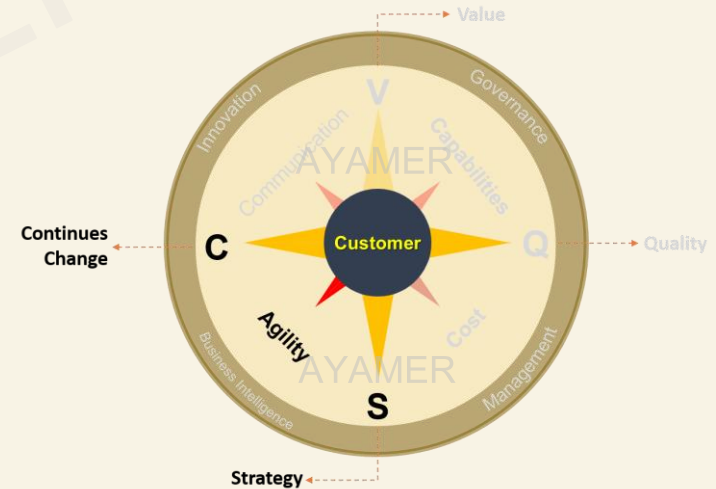 Value
Innovation
Governance
V
Communication
Capabilities
AYAMER
Continues
Change
C
Customer
Q
Quality
Agility
Cost
AYAMER
Business Intelligence
Management
S
Strategy